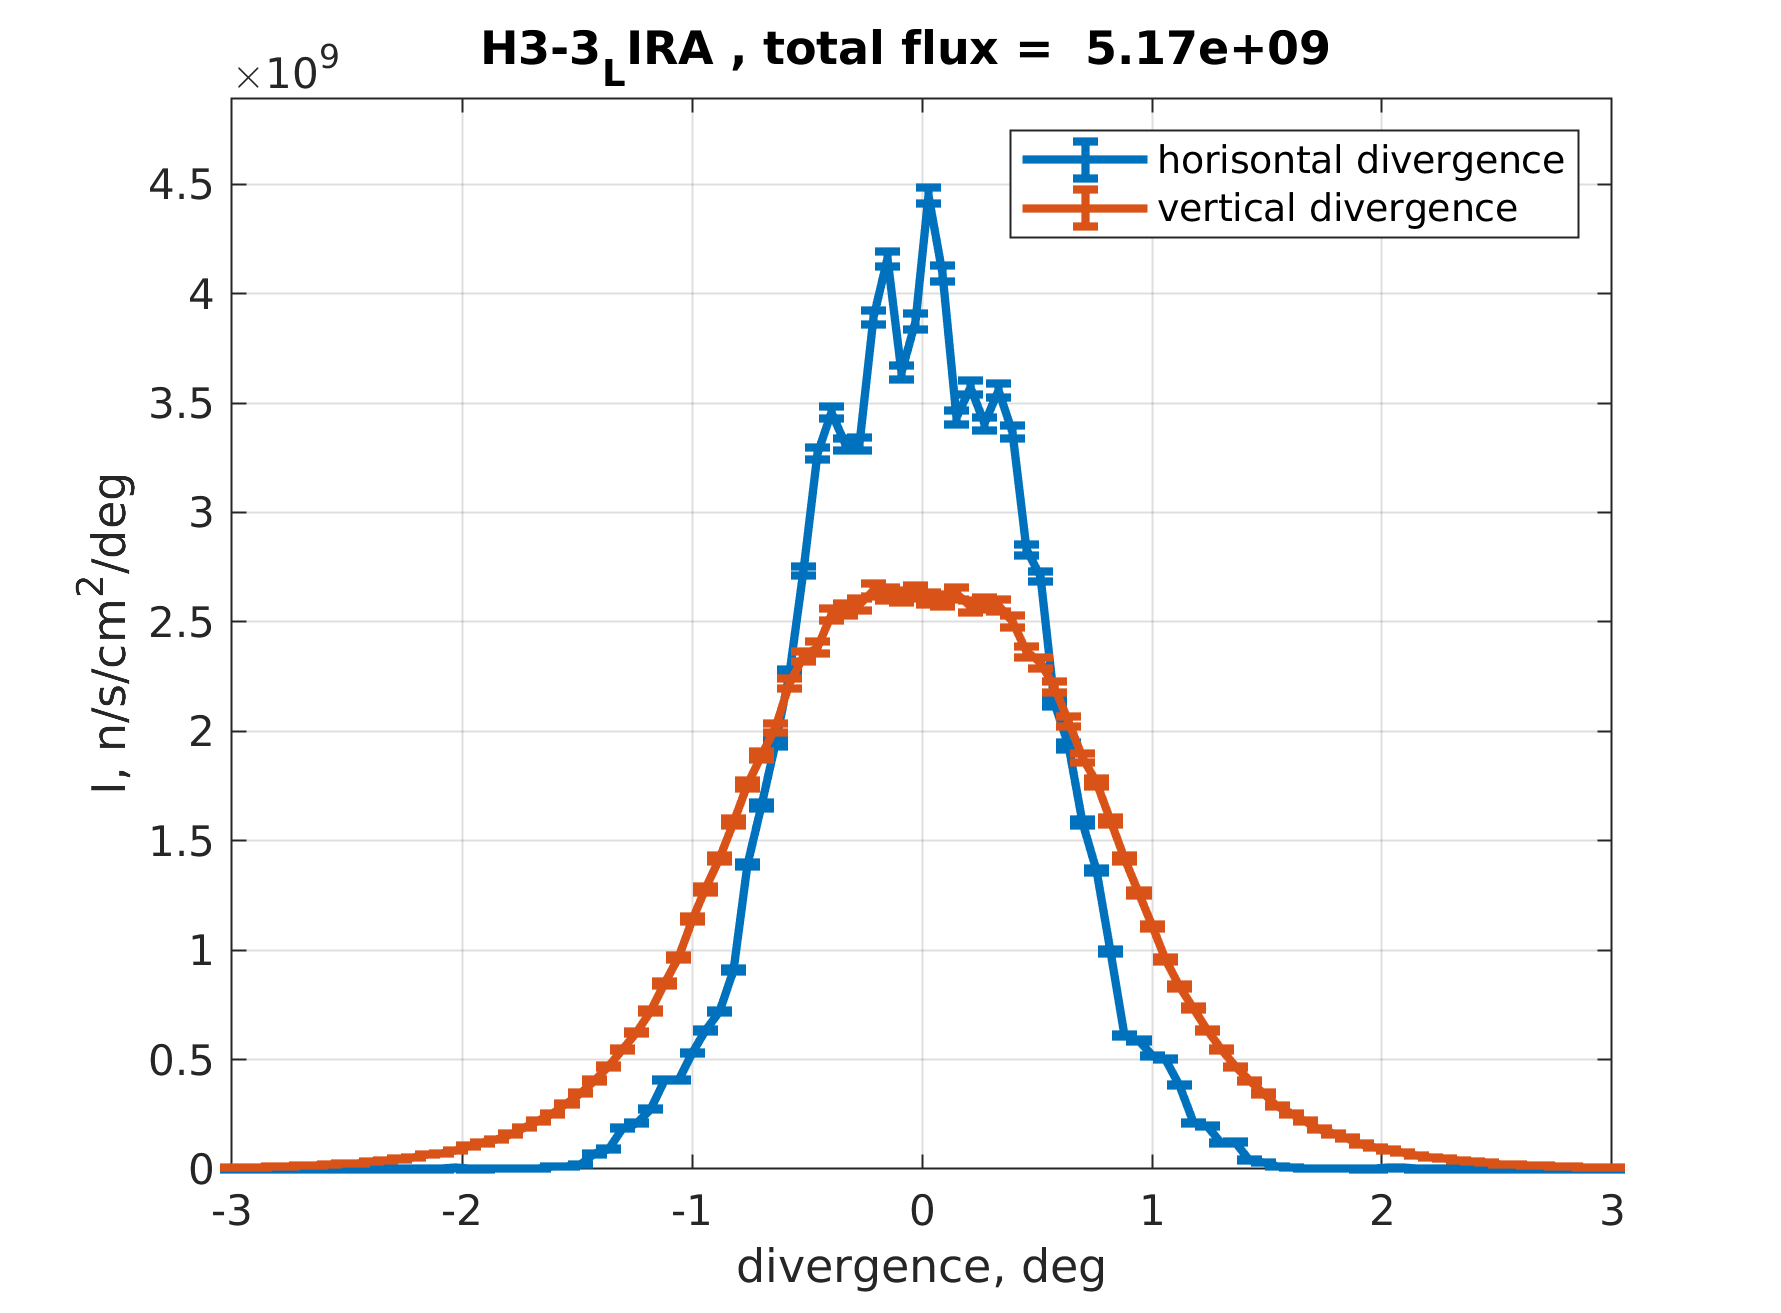 H3-3_LIRA , total flux =  5.17e+09
×10^9
horisontal divergence
vertical divergence
4.5
4
3.5
3
2.5
2
1.5
1
0.5
0
I, n/s/cm^2/deg
-3 -2 -1 0 1 2 3
divergence, deg